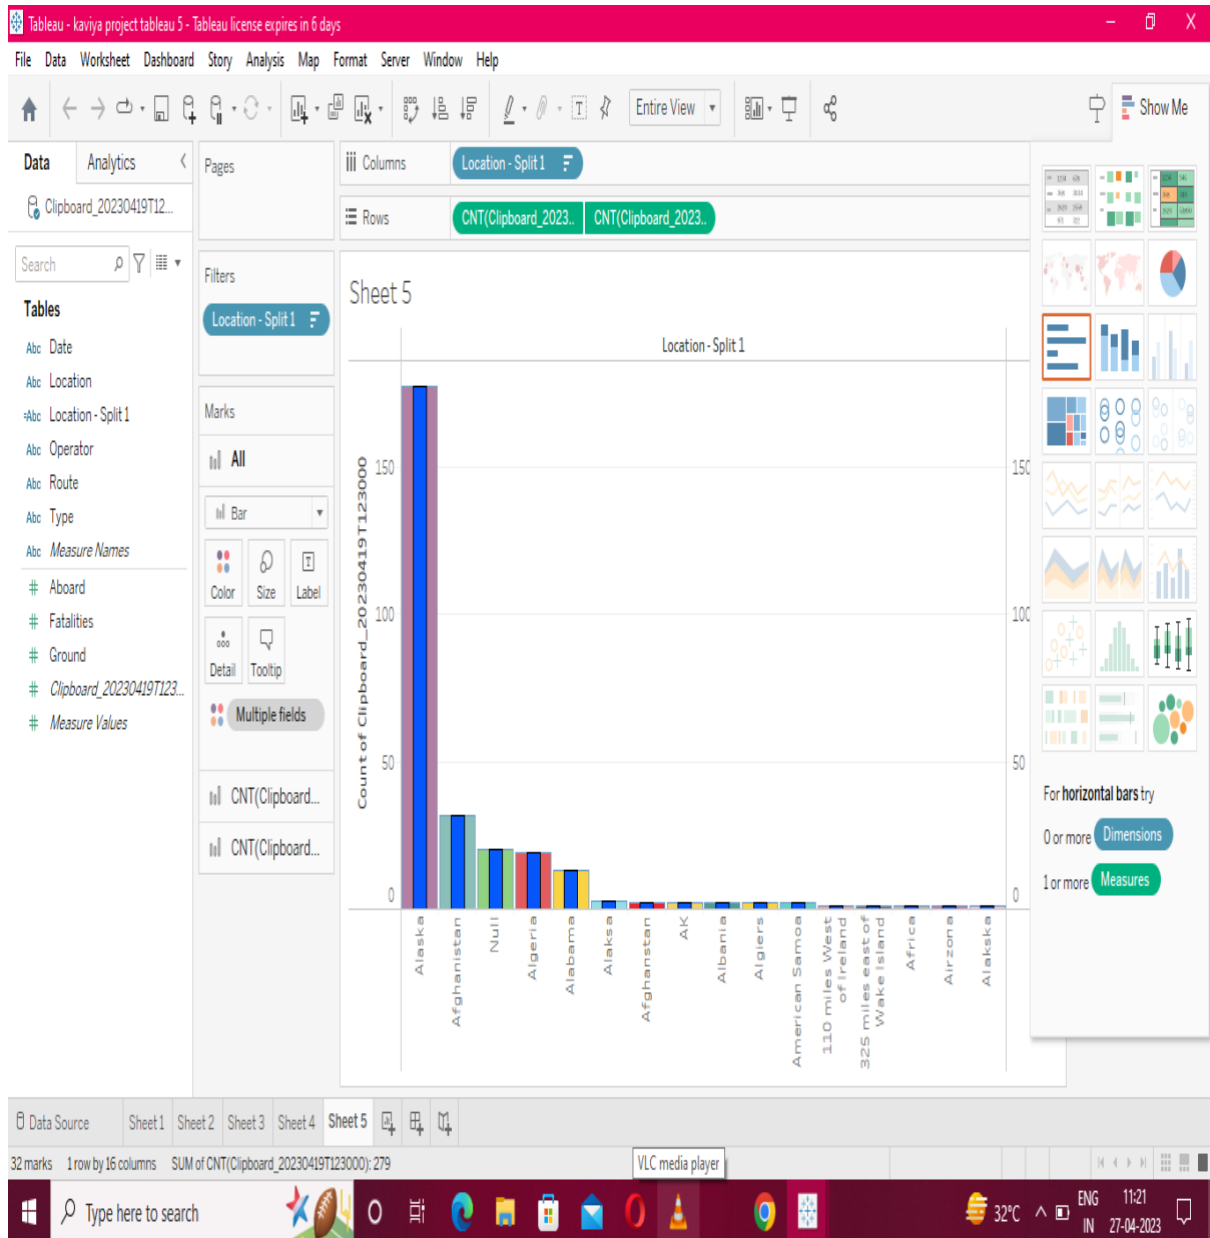 Tableau - kaviya project tableau 5 - Tableau license expires in 6 days
File Data Worksheet Dashboard Story Analysis Map Format Server Window Help
Entire View
Show Me
Data Analytics
Clipboard_20230419T12...
Search
Tables
Abc Date
Abc Location
=Abc Location - Split 1
Abc Operator
Abc Route
Abc Type
Abc Measure Names
# Aboard
# Fatalities
# Ground
# Clipboard_20230419T123...
# Measure Values
Pages
Filters
Location - Split 1
Marks
All
Bar
Color Size Label
Detail Tooltip
Multiple fields
CNT(Clipboard...
CNT(Clipboard...
Columns Location - Split 1
Rows CNT(Clipboard_2023.. CNT(Clipboard_2023..
Sheet 5
Location - Split 1
Count of Clipboard_20230419T123000
150
100
50
0
150
100
50
0
Alaska
Afghanistan
Null
Algeria
Alabama
Alaksa
Afghanstan
AK
Albania
Algiers
American Samoa
110 miles West
of Ireland
325 miles east of
Wake Island
Africa
Airzona
Alakska
For horizontal bars try
0 or more Dimensions
1 or more Measures
Data Source Sheet 1 Sheet 2 Sheet 3 Sheet 4 Sheet 5
32 marks 1 row by 16 columns SUM of CNT(Clipboard_20230419T123000): 279
VLC media player
Type here to search
32°C
ENG
IN
11:21
27-04-2023